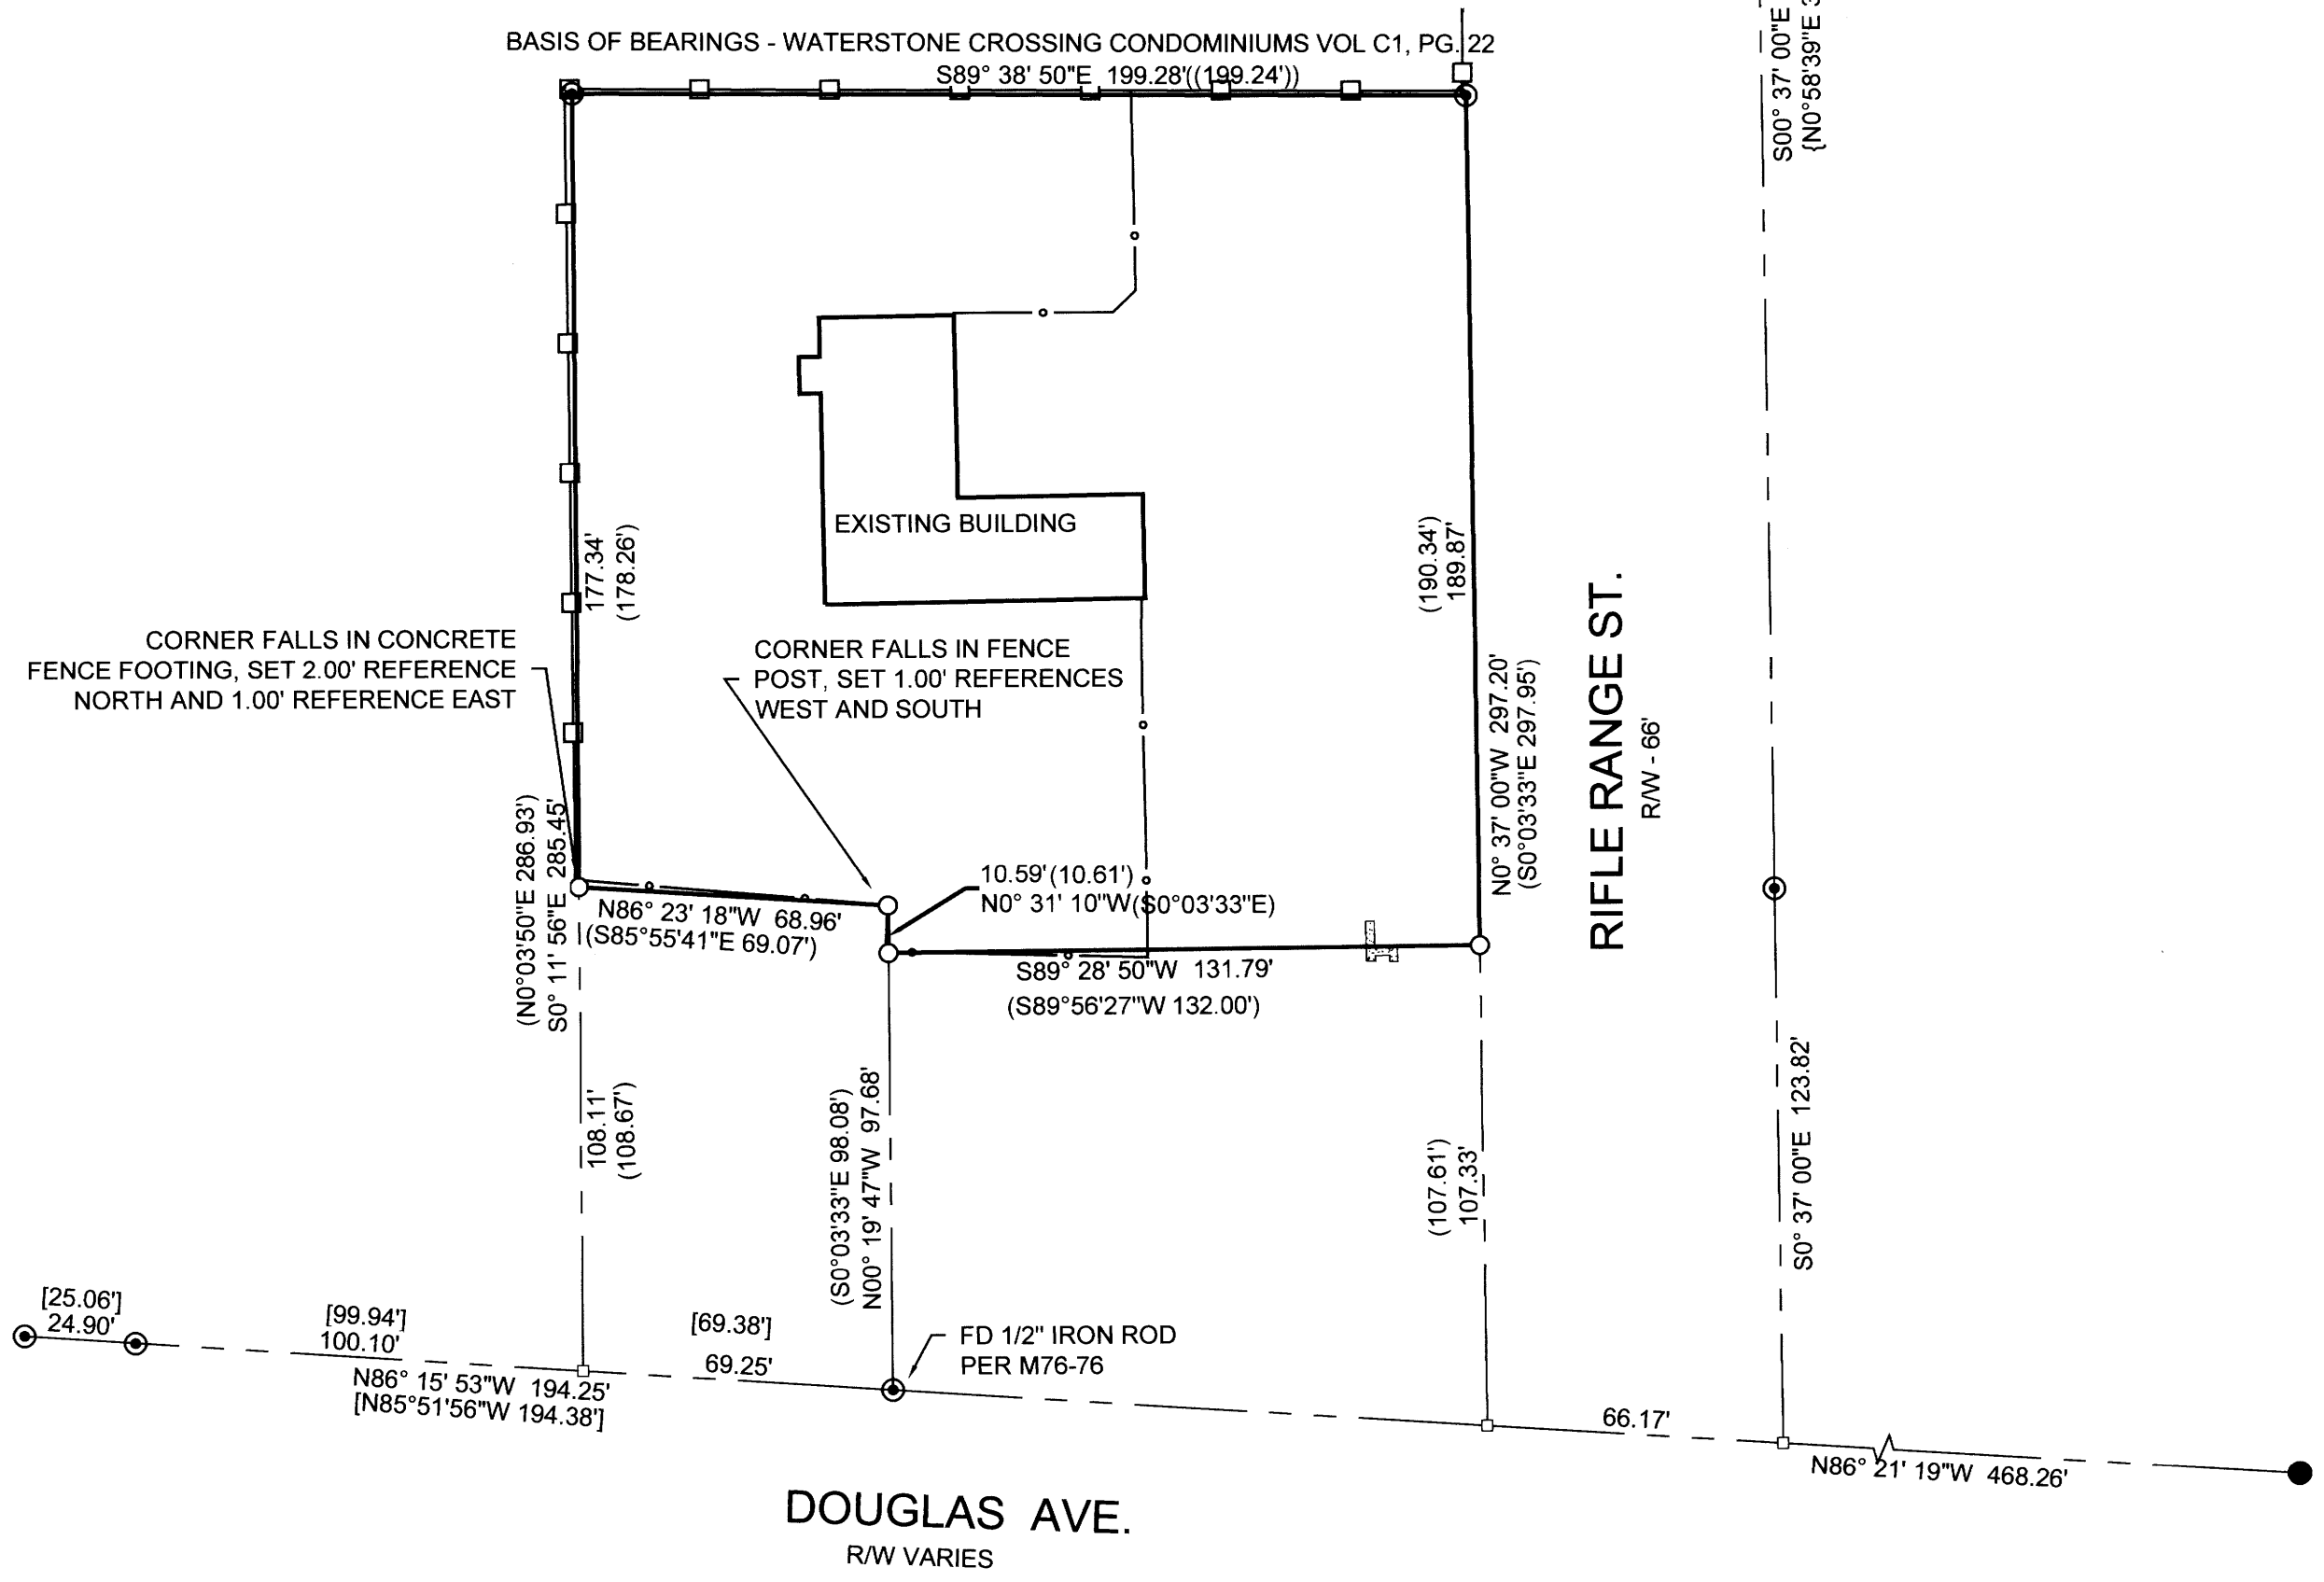 BASIS OF BEARINGS - WATERSTONE CROSSING CONDOMINIUMS VOL C1, PG. 22
S89° 38' 50"E 199.28'((199.24'))
S00° 37' 00"E
{N0°58'39"E
EXISTING BUILDING
177.34'
(178.26')
(190.34')
189.87'
CORNER FALLS IN CONCRETE
FENCE FOOTING, SET 2.00' REFERENCE
NORTH AND 1.00' REFERENCE EAST
CORNER FALLS IN FENCE
POST, SET 1.00' REFERENCES
WEST AND SOUTH
N0° 37' 00"W 297.20'
(S0°03'33"E 297.95')
RIFLE RANGE ST.
R/W - 66'
(N0°03'50"E 286.93')
S0° 11' 56"E 285.45'
10.59'(10.61')
N0° 31' 10"W(S0°03'33"E)
N86° 23' 18"W 68.96'
(S85°55'41"E 69.07')
S89° 28' 50"W 131.79'
(S89°56'27"W 132.00')
108.11'
(108.67')
(S0°03'33"E 98.08')
N00° 19' 47"W 97.68'
(107.61')
107.33'
S0° 37' 00"E 123.82'
[25.06']
24.90'
[99.94']
100.10'
[69.38']
69.25'
FD 1/2" IRON ROD
PER M76-76
N86° 15' 53"W 194.25'
[N85°51'56"W 194.38']
66.17'
N86° 21' 19"W 468.26'
DOUGLAS AVE.
R/W VARIES